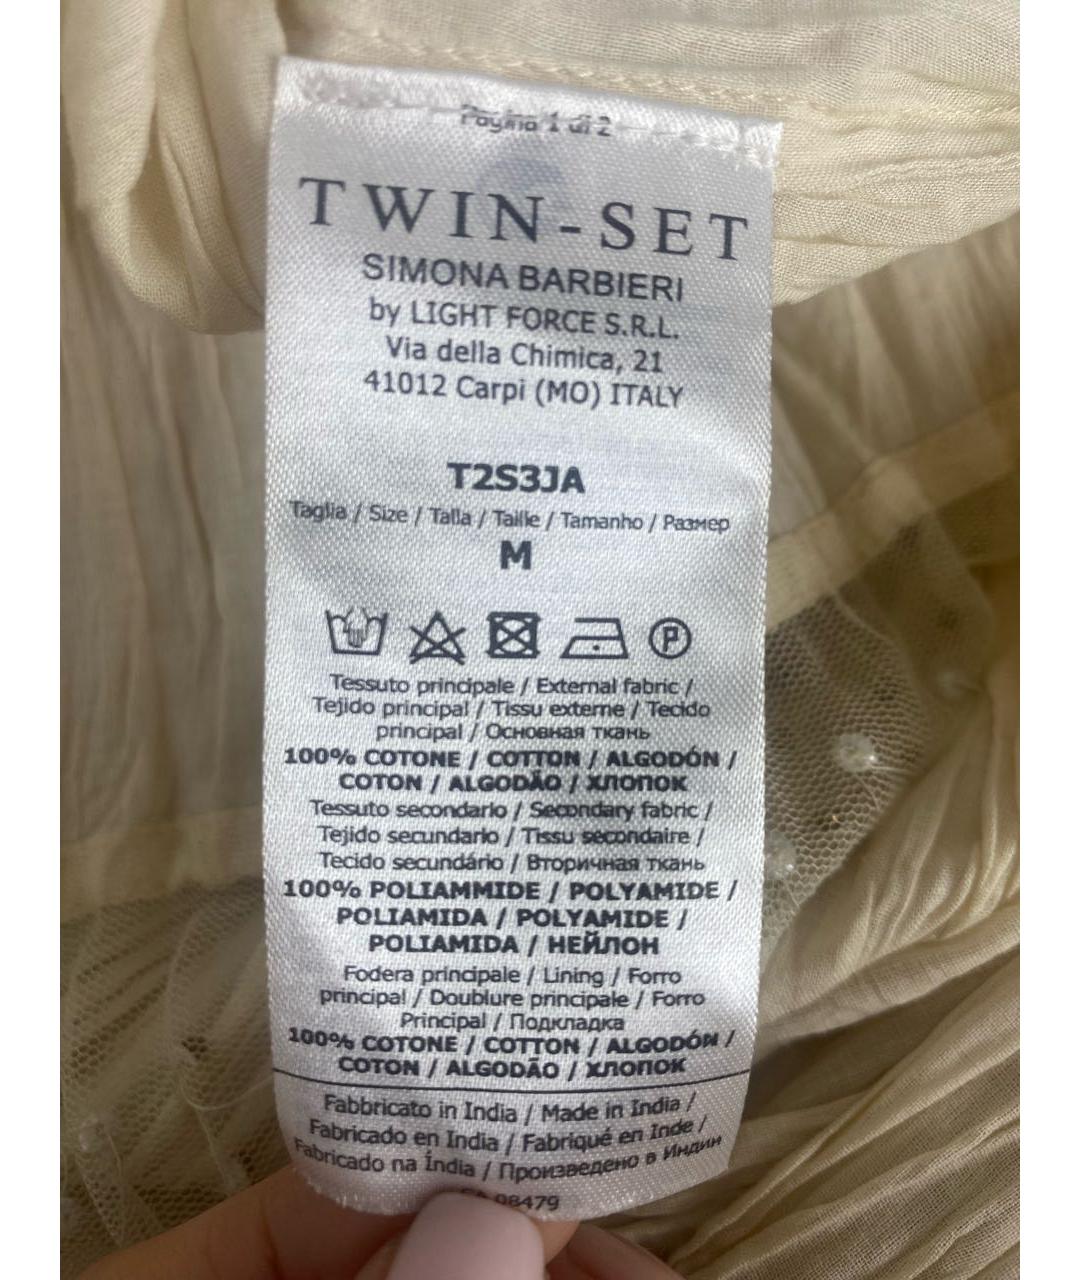 Pagina 1 di 2
TWIN-SET
SIMONA BARBIERI
by LIGHT FORCE S.R.L.
Via della Chimica, 21
41012 Carpi (MO) ITALY
T2S3JA
Taglia / Size / Talla / Taille / Tamanho / Размер
M
P
Tessuto principale / External fabric /
Tejido principal / Tissu externe / Tecido
principal / Основная ткань
100% COTONE / COTTON / ALGODÓN /
COTON / ALGODÃO / ХЛОПОК
Tessuto secondario / Secondary fabric /
Tejido secundario / Tissu secondaire /
Tecido secundário / Вторичная ткань
100% POLIAMMIDE / POLYAMIDE /
POLIAMIDA / POLYAMIDE /
POLIAMIDA / НЕЙЛОН
Fodera principale / Lining / Forro
principal / Doublure principale / Forro
Principal / Подкладка
100% COTONE / COTTON / ALGODÓN /
COTON / ALGODÃO / ХЛОПОК
Fabbricato in India / Made in India /
Fabricado en India / Fabriqué en Inde /
Fabricado na Índia / Произведено в Индии
98479